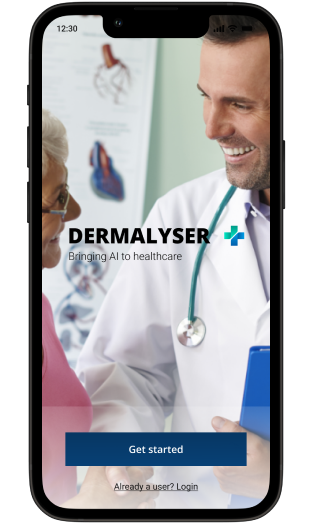 12:30
DERMALYSER
Bringing AI to healthcare
Get started
Already a user? Login